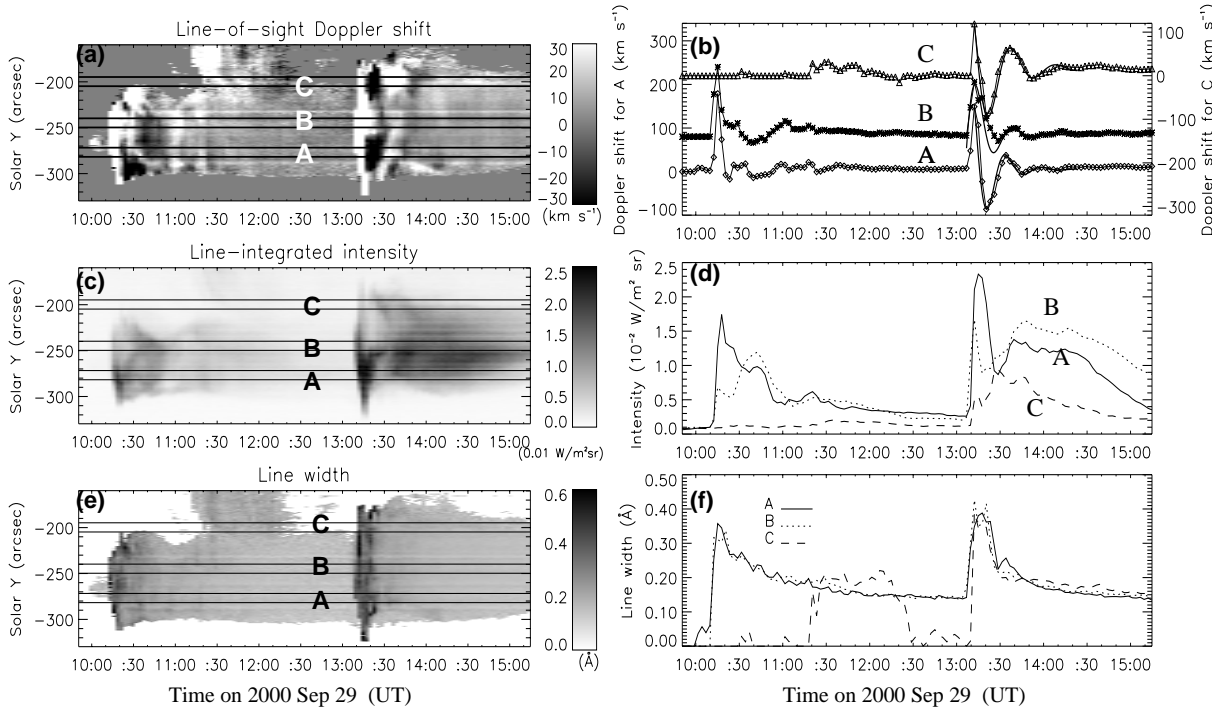 Line-of-sight Doppler shift
(a)
Solar Y (arcsec)
-200
-250
-300
C
B
A
30
20
10
0
-10
-20
-30
(km s⁻¹)
10:00 :30 11:00 :30 12:00 :30 13:00 :30 14:00 :30 15:00
(b)
Doppler shift for A (km s⁻¹)
340
300
200
100
0
-100
C
B
A
100
0
-100
-200
-300
Doppler shift for C (km s⁻¹)
10:00 :30 11:00 :30 12:00 :30 13:00 :30 14:00 :30 15:00
Line-integrated intensity
(c)
Solar Y (arcsec)
-200
-250
-300
C
B
A
2.5
2.0
1.5
1.0
0.5
0.0
(0.01 W/m²sr)
10:00 :30 11:00 :30 12:00 :30 13:00 :30 14:00 :30 15:00
(d)
Intensity (10⁻² W/m² sr)
2.5
2.0
1.5
1.0
0.5
0.0
B
A
C
10:00 :30 11:00 :30 12:00 :30 13:00 :30 14:00 :30 15:00
Line width
(e)
Solar Y (arcsec)
-200
-250
-300
C
B
A
0.6
0.4
0.2
0.0
(Å)
10:00 :30 11:00 :30 12:00 :30 13:00 :30 14:00 :30 15:00
Time on 2000 Sep 29 (UT)
(f)
Line width (Å)
0.50
0.40
0.30
0.20
0.10
0.00
A
B
C
10:00 :30 11:00 :30 12:00 :30 13:00 :30 14:00 :30 15:00
Time on 2000 Sep 29 (UT)